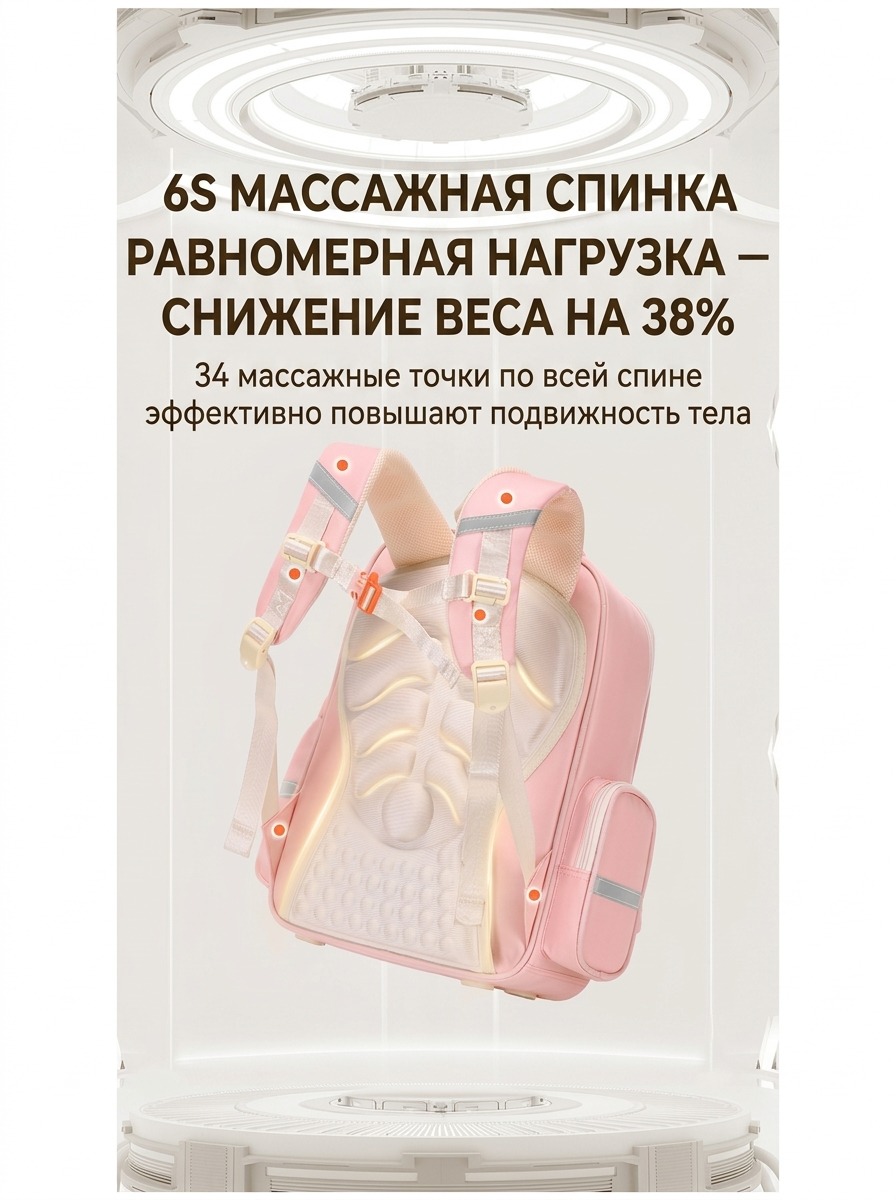 6S МАССАЖНАЯ СПИНКА
РАВНОМЕРНАЯ НАГРУЗКА —
СНИЖЕНИЕ ВЕСА НА 38%
34 массажные точки по всей спине
эффективно повышают подвижность тела